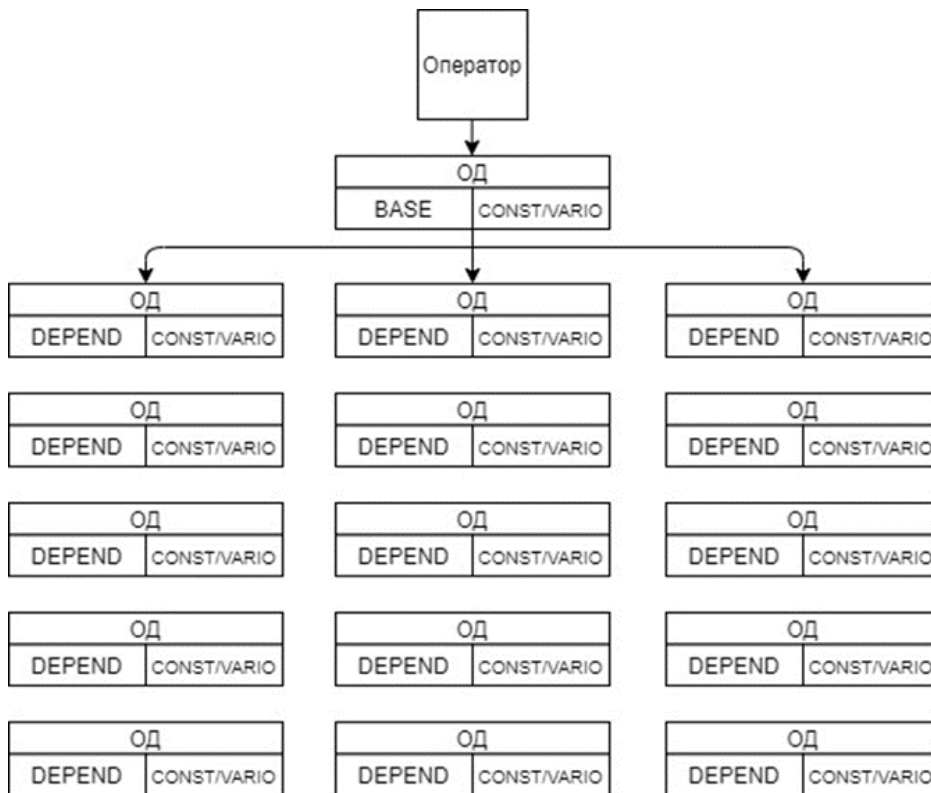 Оператор
ОД
BASE CONST/VARIO
ОД ОД ОД
DEPEND CONST/VARIO DEPEND CONST/VARIO DEPEND CONST/VARIO
ОД ОД ОД
DEPEND CONST/VARIO DEPEND CONST/VARIO DEPEND CONST/VARIO
ОД ОД ОД
DEPEND CONST/VARIO DEPEND CONST/VARIO DEPEND CONST/VARIO
ОД ОД ОД
DEPEND CONST/VARIO DEPEND CONST/VARIO DEPEND CONST/VARIO
ОД ОД ОД
DEPEND CONST/VARIO DEPEND CONST/VARIO DEPEND CONST/VARIO